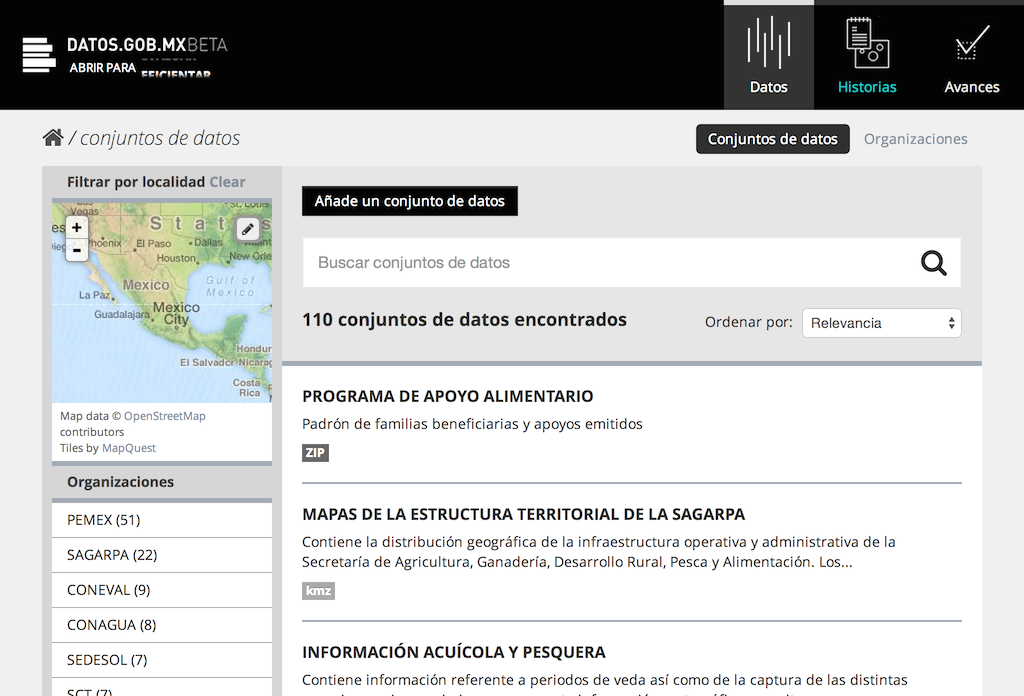 DATOS.GOB.MXBETA
ABRIR PARA
EFICIENTAR
Datos
Historias
Avances
/ conjuntos de datos
Conjuntos de datos
Organizaciones
Filtrar por localidad Clear
Las
Vegas
St. Louis
States
+
-
Phoenix
El Paso
Dallas
Houston
New Orle
Gulf of
Mexico
Mexico
La Paz
Guadalajara
Mexico
City
Hondur
El Salvador
Nicarag
Costa
Rica
Map data © OpenStreetMap
contributors
Tiles by MapQuest
Organizaciones
PEMEX (51)
SAGARPA (22)
CONEVAL (9)
CONAGUA (8)
SEDESOL (7)
SCT (7)
Añade un conjunto de datos
Buscar conjuntos de datos
110 conjuntos de datos encontrados
Ordenar por:
Relevancia
PROGRAMA DE APOYO ALIMENTARIO
Padrón de familias beneficiarias y apoyos emitidos
ZIP
MAPAS DE LA ESTRUCTURA TERRITORIAL DE LA SAGARPA
Contiene la distribución geográfica de la infraestructura operativa y administrativa de la
Secretaría de Agricultura, Ganadería, Desarrollo Rural, Pesca y Alimentación. Los...
kmz
INFORMACIÓN ACUÍCOLA Y PESQUERA
Contiene información referente a periodos de veda así como de la captura de las distintas